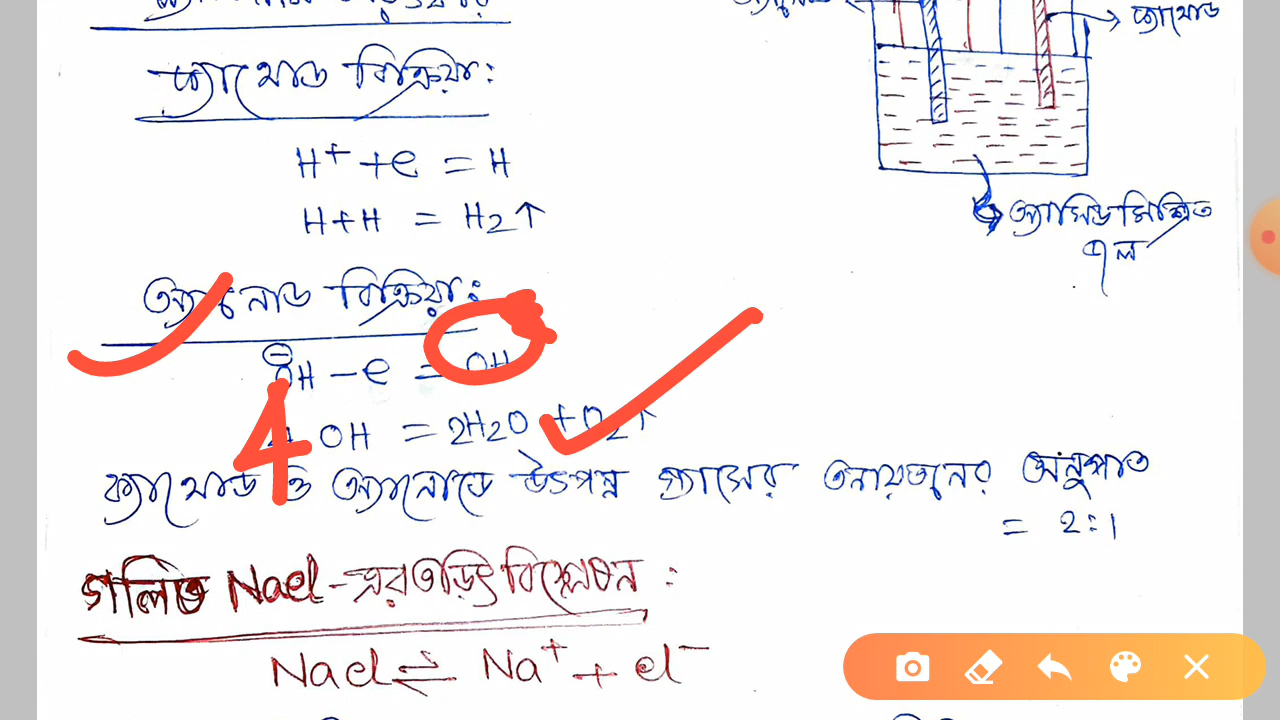 ক্যাথোড
ক্যাথোড বিক্রিয়া:
H⁺ + e = H
H + H = H₂↑
অ্যাসিড মিশ্রিত
জল
অ্যানোড বিক্রিয়া:
OH⁻ - e = OH
4 OH = 2H₂O + O₂↑
4
ক্যাথোড ও অ্যানোডে উৎপন্ন গ্যাসের আয়তনের অনুপাত
= 2:1
গলিত Nacl-এর তড়িৎ বিশ্লেষন :
Nacl ⇌ Na⁺ + cl⁻